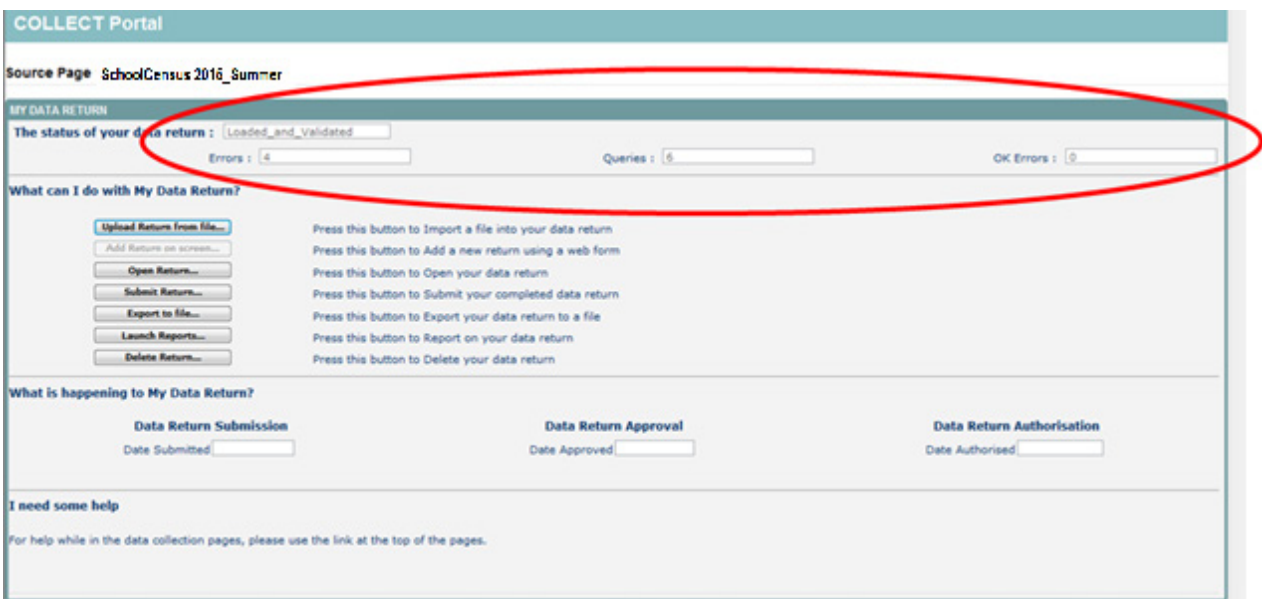 COLLECT Portal
Source Page SchoolCensus 2016_Summer
MY DATA RETURN
The status of your data return : Loaded_and_Validated
Errors : 4 Queries : 6 OK Errors : 0
What can I do with My Data Return?
Upload Return from file... Press this button to Import a file into your data return
Add Return on screen... Press this button to Add a new return using a web form
Open Return... Press this button to Open your data return
Submit Return... Press this button to Submit your completed data return
Export to file... Press this button to Export your data return to a file
Launch Reports... Press this button to Report on your data return
Delete Return... Press this button to Delete your data return
What is happening to My Data Return?
Data Return Submission Data Return Approval Data Return Authorisation
Date Submitted Date Approved Date Authorised
I need some help
For help while in the data collection pages, please use the link at the top of the pages.